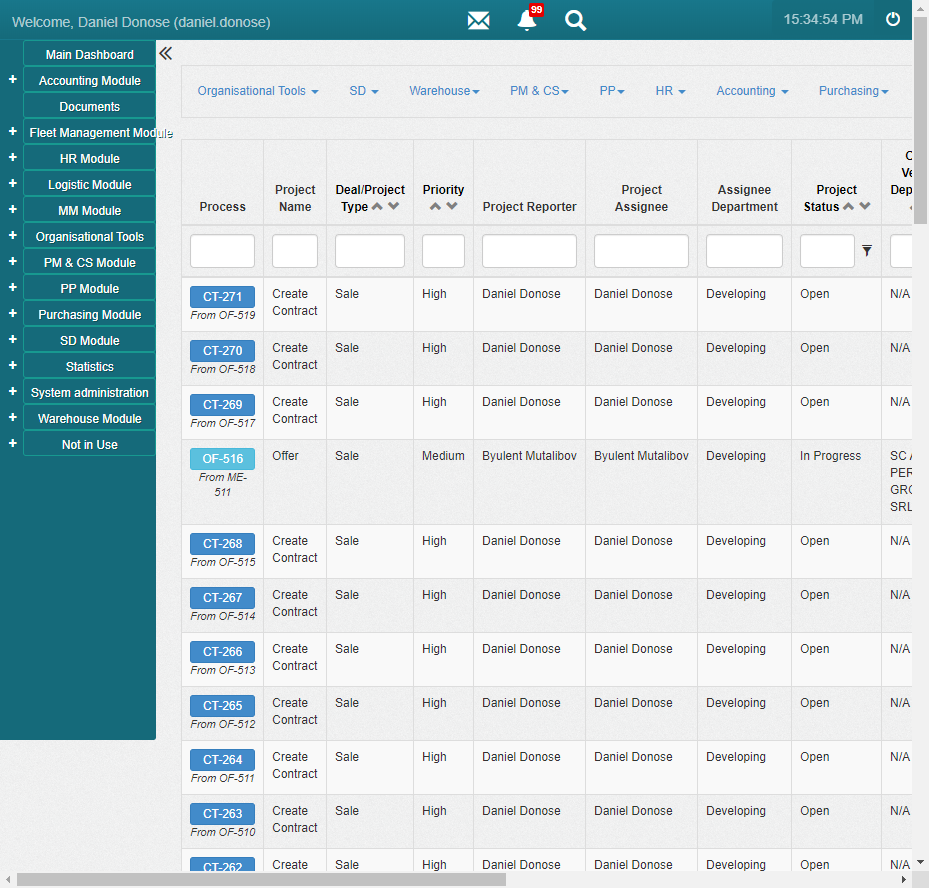 Welcome, Daniel Donose (daniel.donose)
99
15:34:54 PM
Main Dashboard
+ Accounting Module
Documents
+ Fleet Management Module
+ HR Module
+ Logistic Module
+ MM Module
+ Organisational Tools
+ PM & CS Module
+ PP Module
+ Purchasing Module
+ SD Module
+ Statistics
+ System administration
+ Warehouse Module
+ Not in Use
Organisational Tools SD Warehouse PM & CS PP HR Accounting Purchasing
Process
Project
Name
Deal/Project
Type
Priority
Project Reporter
Project
Assignee
Assignee
Department
Project
Status
CT-271 Create Sale High Daniel Donose Daniel Donose Developing Open N/A
From OF-519 Contract
CT-270 Create Sale High Daniel Donose Daniel Donose Developing Open N/A
From OF-518 Contract
CT-269 Create Sale High Daniel Donose Daniel Donose Developing Open N/A
From OF-517 Contract
OF-516 Offer Sale Medium Byulent Mutalibov Byulent Mutalibov Developing In Progress SC
From ME-
511
SRL
CT-268 Create Sale High Daniel Donose Daniel Donose Developing Open N/A
From OF-515 Contract
CT-267 Create Sale High Daniel Donose Daniel Donose Developing Open N/A
From OF-514 Contract
CT-266 Create Sale High Daniel Donose Daniel Donose Developing Open N/A
From OF-513 Contract
CT-265 Create Sale High Daniel Donose Daniel Donose Developing Open N/A
From OF-512 Contract
CT-264 Create Sale High Daniel Donose Daniel Donose Developing Open N/A
From OF-511 Contract
CT-263 Create Sale High Daniel Donose Daniel Donose Developing Open N/A
From OF-510 Contract
CT-262 Create Sale High Daniel Donose Daniel Donose Developing Open N/A